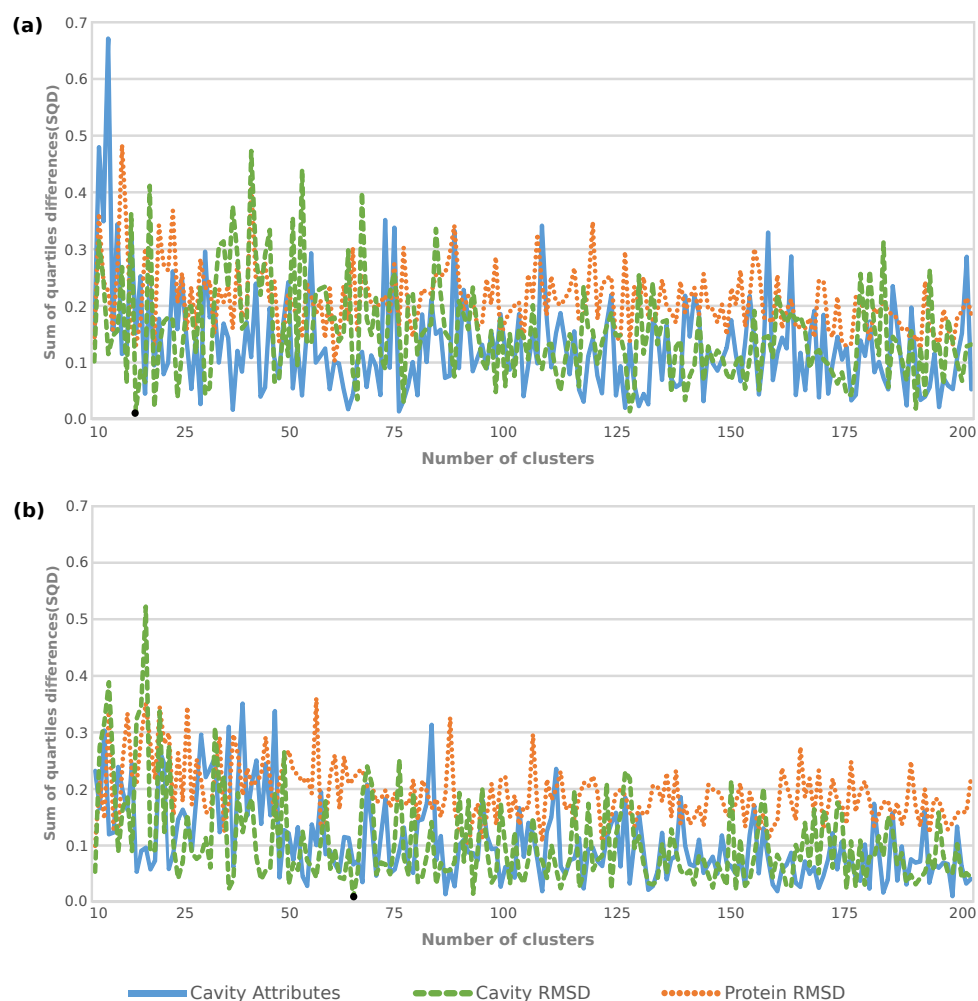 (a)
Sum of quartiles differences(SQD)
0.7
0.6
0.5
0.4
0.3
0.2
0.1
0.0
10 25 50 75 100 125 150 175 200
Number of clusters
(b)
Sum of quartiles differences(SQD)
0.7
0.6
0.5
0.4
0.3
0.2
0.1
0.0
10 25 50 75 100 125 150 175 200
Number of clusters
Cavity Attributes Cavity RMSD Protein RMSD